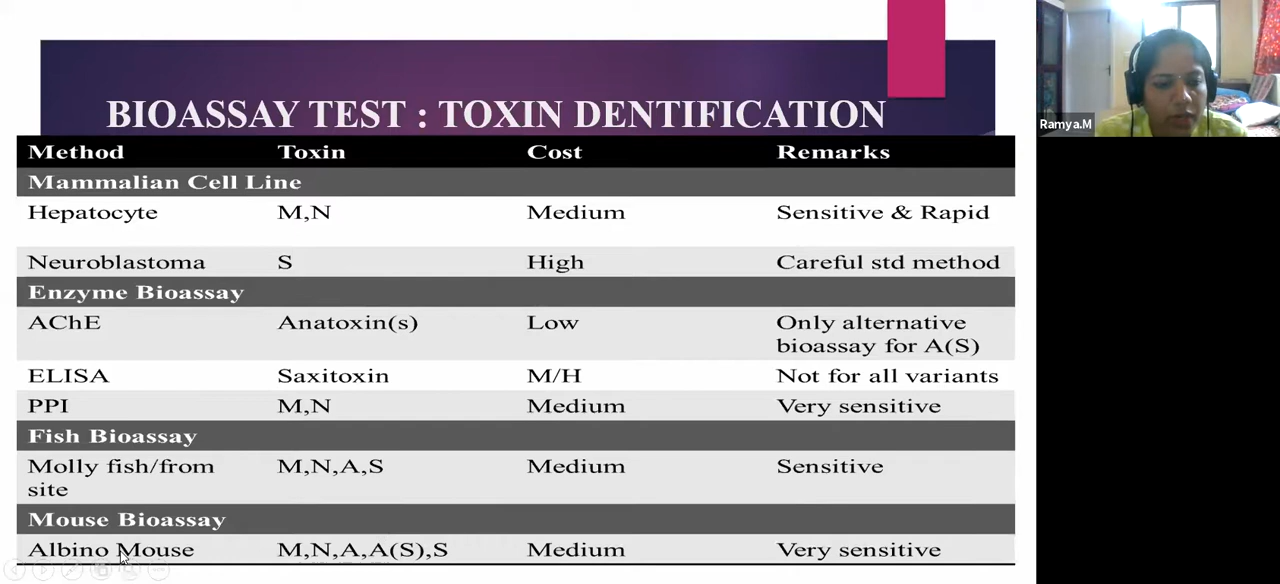 BIOASSAY TEST : TOXIN DENTIFICATION
Ramya.M
Method Toxin Cost Remarks
Mammalian Cell Line
Hepatocyte M,N Medium Sensitive & Rapid
Neuroblastoma S High Careful std method
Enzyme Bioassay
AChE Anatoxin(s) Low Only alternative
bioassay for A(S)
ELISA Saxitoxin M/H Not for all variants
PPI M,N Medium Very sensitive
Fish Bioassay
Molly fish/from M,N,A,S Medium Sensitive
site
Mouse Bioassay
Albino Mouse M,N,A,A(S),S Medium Very sensitive